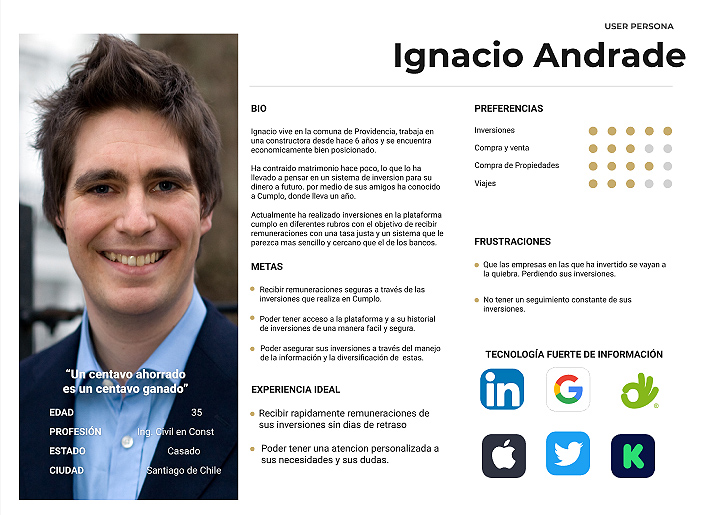 USER PERSONA
Ignacio Andrade
“Un centavo ahorrado
es un centavo ganado”
EDAD 35
PROFESIÓN Ing. Civil en Const
ESTADO Casado
CIUDAD Santiago de Chile
BIO
Ignacio vive en la comuna de Providencia, trabaja en
una constructora desde hace 6 años y se encuentra
economicamente bien posicionado.
Ha contraido matrimonio hace poco, lo que lo ha
llevado a pensar en un sistema de inversion para su
dinero a futuro. por medio de sus amigos ha conocido
a Cumplo, donde lleva un año.
Actualmente ha realizado inversiones en la plataforma
cumplo en diferentes rubros con el objetivo de recibir
remuneraciones con una tasa justa y un sistema que le
parezca mas sencillo y cercano que el de los bancos.
METAS
Recibir remuneraciones seguras a través de las
inversiones que realiza en Cumplo.
Poder tener acceso a la plataforma y a su historial
de inversiones de una manera facil y segura.
Poder asegurar sus inversiones a través del manejo
de la información y la diversificación de estas.
EXPERIENCIA IDEAL
Recibir rapidamente remuneraciones de
sus inversiones sin dias de retraso
Poder tener una atencion personalizada a
sus necesidades y sus dudas.
PREFERENCIAS
Inversiones
Compra y venta
Compra de Propiedades
Viajes
FRUSTRACIONES
Que las empresas en las que ha invertido se vayan a
la quiebra. Perdiendo sus inversiones.
No tener un seguimiento constante de sus
inversiones.
TECNOLOGÍA FUERTE DE INFORMACIÓN
in
G
K